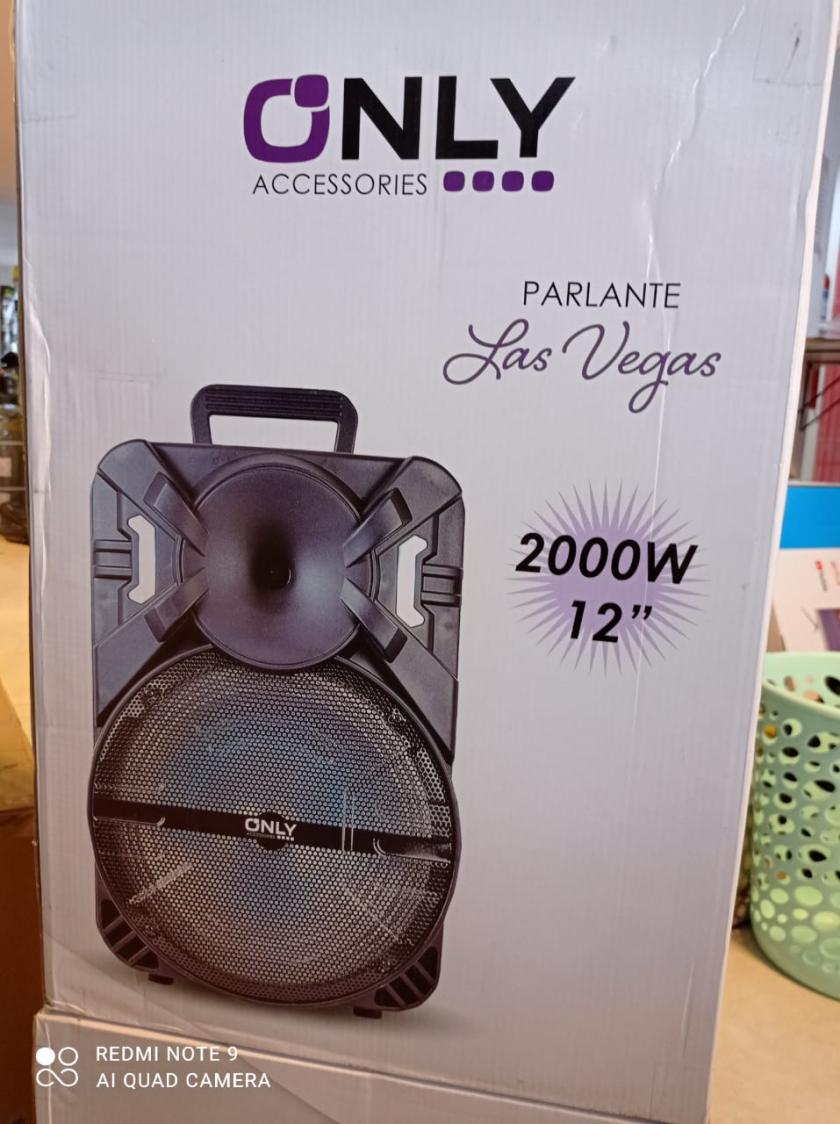 ONLY
ACCESSORIES
PARLANTE
Las Vegas
2000W
12”
ONLY
REDMI NOTE 9
AI QUAD CAMERA